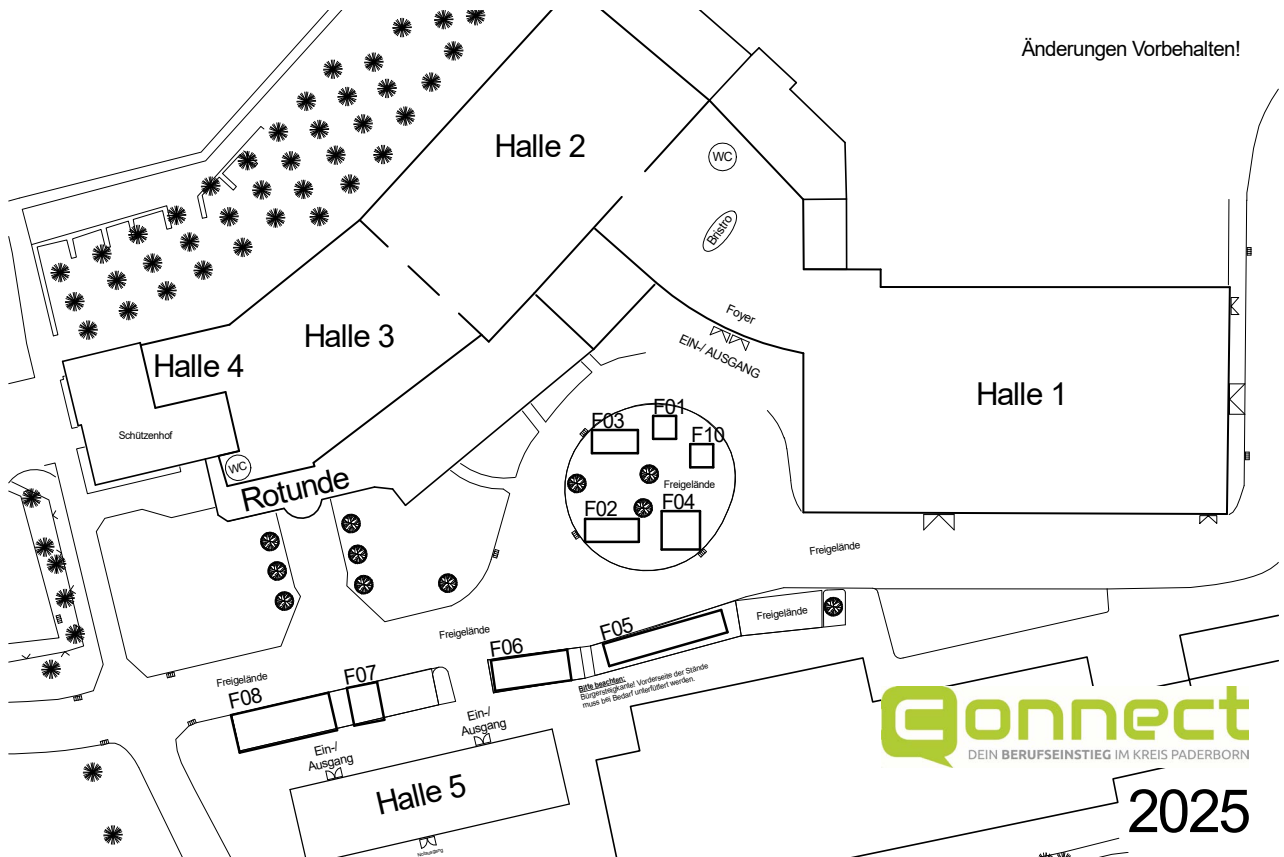 Änderungen Vorbehalten!
Halle 2
WC
Bristro
Foyer
EIN-/ AUSGANG
Halle 3
Halle 4
Halle 1
Schützenhof
WC
Rotunde
F01
F03
F10
Freigelände
F02
F04
Freigelände
Freigelände
F05
Freigelände
F06
Bitte beachten:
Bürgersteigkante! Vorderseite der Stände
muss bei Bedarf unterfüttert werden.
Freigelände
F07
F08
Ein-/
Ausgang
Ein-/
Ausgang
Halle 5
Notausgang
Connect
DEIN BERUFSEINSTIEG IM KREIS PADERBORN
2025